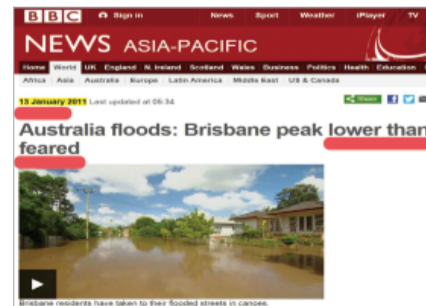 BBC Sign in News Sport Weather iPlayer TV
NEWS ASIA-PACIFIC
Home World UK England N. Ireland Scotland Wales Business Politics Health Education
Africa Asia Australia Europe Latin America Middle East US & Canada
13 January 2011 Last updated at 05:34
Share
Australia floods: Brisbane peak lower than
feared
Brisbane residents have taken to their flooded streets in canoes.